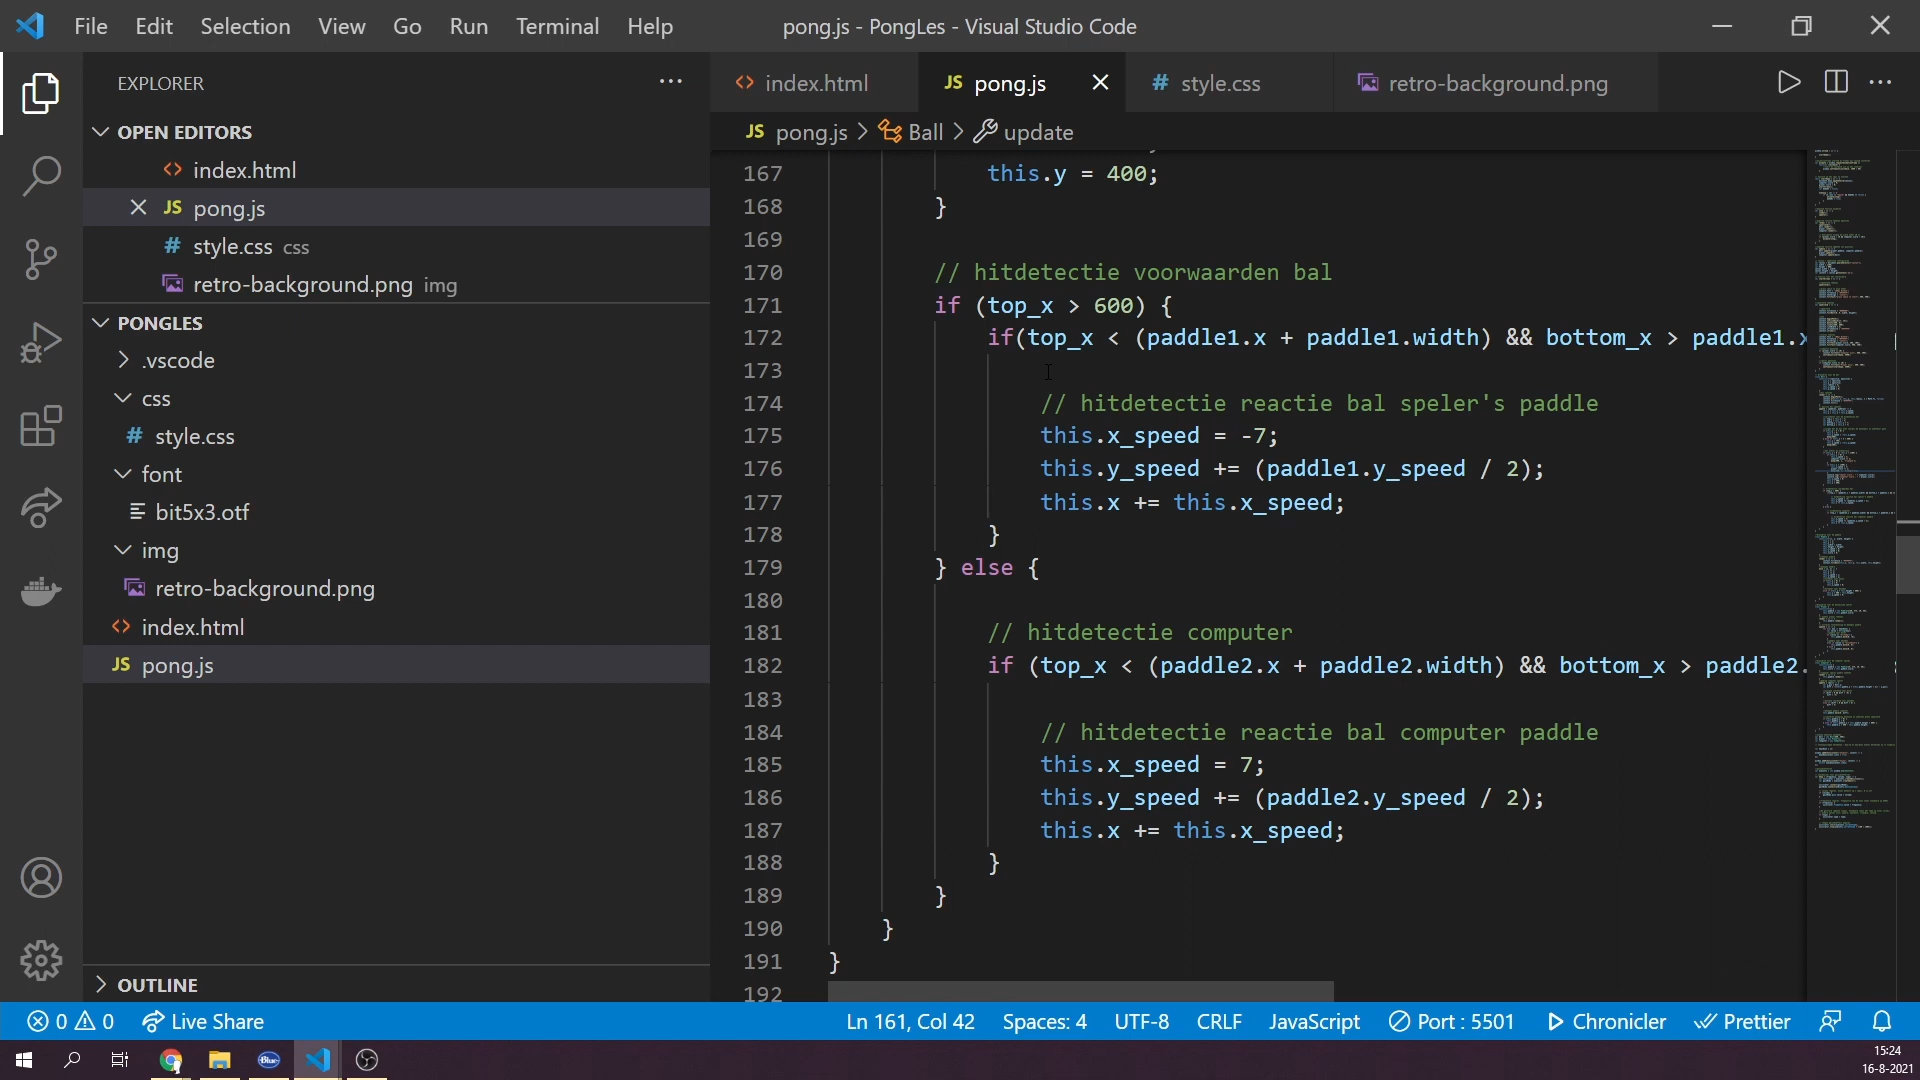 File Edit Selection View Go Run Terminal Help
pong.js - PongLes - Visual Studio Code
EXPLORER
OPEN EDITORS
<> index.html
JS pong.js
# style.css css
retro-background.png img
PONGLES
.vscode
css
# style.css
font
bit5x3.otf
img
retro-background.png
<> index.html
JS pong.js
OUTLINE
<> index.html
JS pong.js
# style.css
retro-background.png
JS pong.js > Ball > update
167 this.y = 400;
168 }
169
170 // hitdetectie voorwaarden bal
171 if (top_x > 600) {
172 if(top_x < (paddle1.x + paddle1.width) && bottom_x > paddle1.x
173
174 // hitdetectie reactie bal speler's paddle
175 this.x_speed = -7;
176 this.y_speed += (paddle1.y_speed / 2);
177 this.x += this.x_speed;
178 }
179 } else {
180
181 // hitdetectie computer
182 if (top_x < (paddle2.x + paddle2.width) && bottom_x > paddle2.
183
184 // hitdetectie reactie bal computer paddle
185 this.x_speed = 7;
186 this.y_speed += (paddle2.y_speed / 2);
187 this.x += this.x_speed;
188 }
189 }
190 }
191 }
192
0 0 Live Share
Ln 161, Col 42 Spaces: 4 UTF-8 CRLF JavaScript Port : 5501 Chronicler Prettier
Blue
15:24
16-8-2021